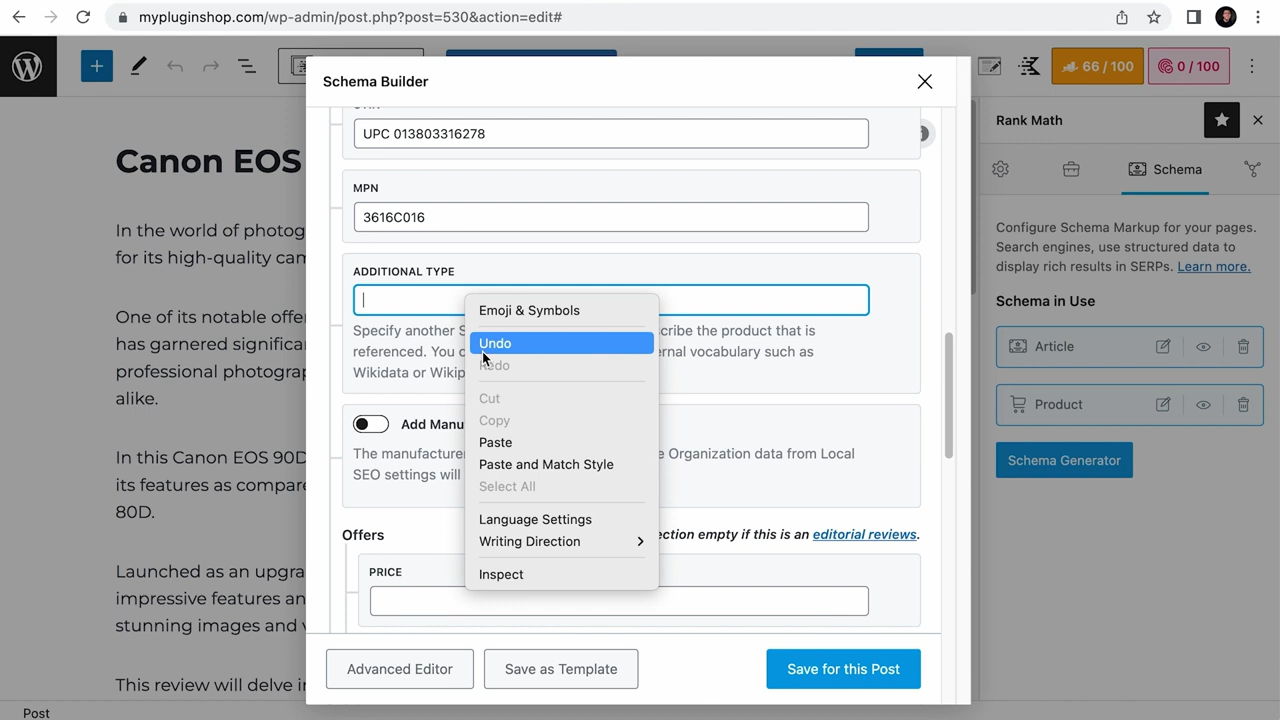 mypluginshop.com/wp-admin/post.php?post=530&action=edit#
66 / 100
0 / 100
Schema Builder
Rank Math
Schema
Configure Schema Markup for your pages.
Search engines, use structured data to
display rich results in SERPs. Learn more.
Schema in Use
Article
Product
Schema Generator
Canon EOS
In the world of photog
for its high-quality cam
One of its notable offer
has garnered significan
professional photograp
alike.
In this Canon EOS 90D
its features as compare
80D.
Launched as an upgra
impressive features an
stunning images and v
This review will delve in
UPC 013803316278
MPN
3616C016
ADDITIONAL TYPE
Specify another S
cribe the product that is
referenced. You c
ernal vocabulary such as
Wikidata or Wikip
Add Manu
The manufacturer
e Organization data from Local
SEO settings will
Offers
ection empty if this is an editorial reviews.
PRICE
Emoji & Symbols
Undo
Redo
Cut
Copy
Paste
Paste and Match Style
Select All
Language Settings
Writing Direction
Inspect
Advanced Editor
Save as Template
Save for this Post
Post